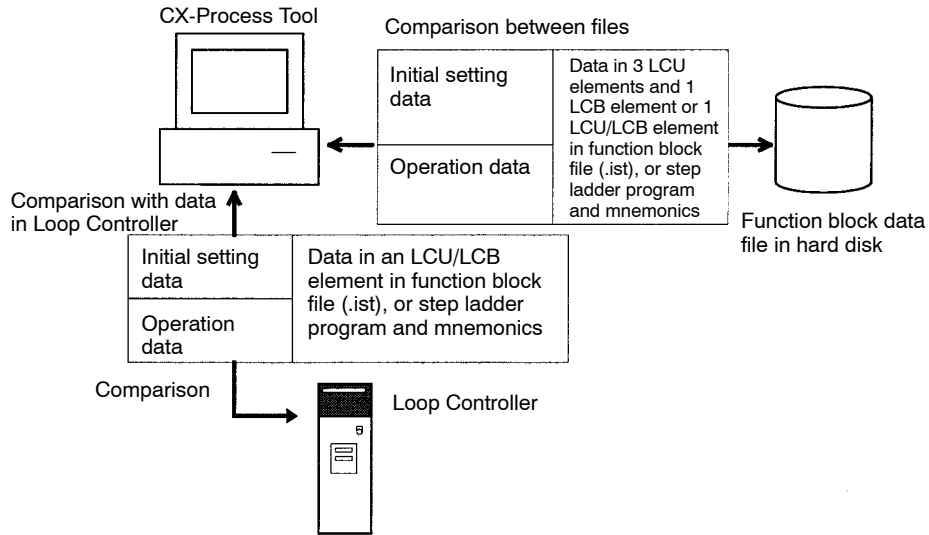 CX-Process Tool
Comparison between files
Initial setting
data
Operation data
Data in 3 LCU
elements and 1
LCB element or 1
LCU/LCB element
in function block
file (.ist), or step
ladder program
and mnemonics
Function block data
file in hard disk
Comparison with data
in Loop Controller
Initial setting
data
Operation
data
Data in an LCU/LCB
element in function block
file (.ist), or step ladder
program and mnemonics
Comparison
Loop Controller